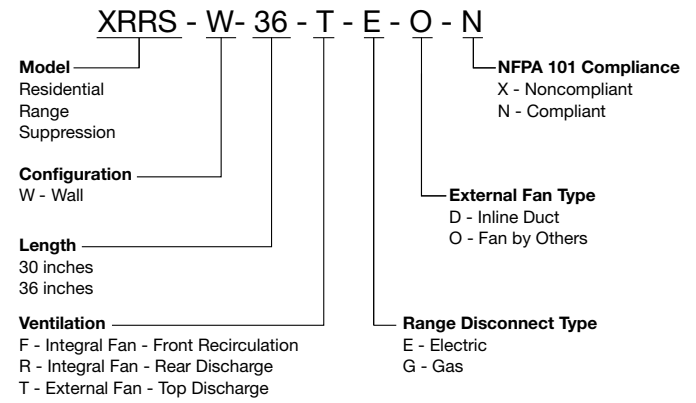 XRRS - W- 36 - T - E - O - N
Model
Residential
Range
Suppression
Configuration
W - Wall
Length
30 inches
36 inches
Ventilation
F - Integral Fan - Front Recirculation
R - Integral Fan - Rear Discharge
T - External Fan - Top Discharge
NFPA 101 Compliance
X - Noncompliant
N - Compliant
External Fan Type
D - Inline Duct
O - Fan by Others
Range Disconnect Type
E - Electric
G - Gas